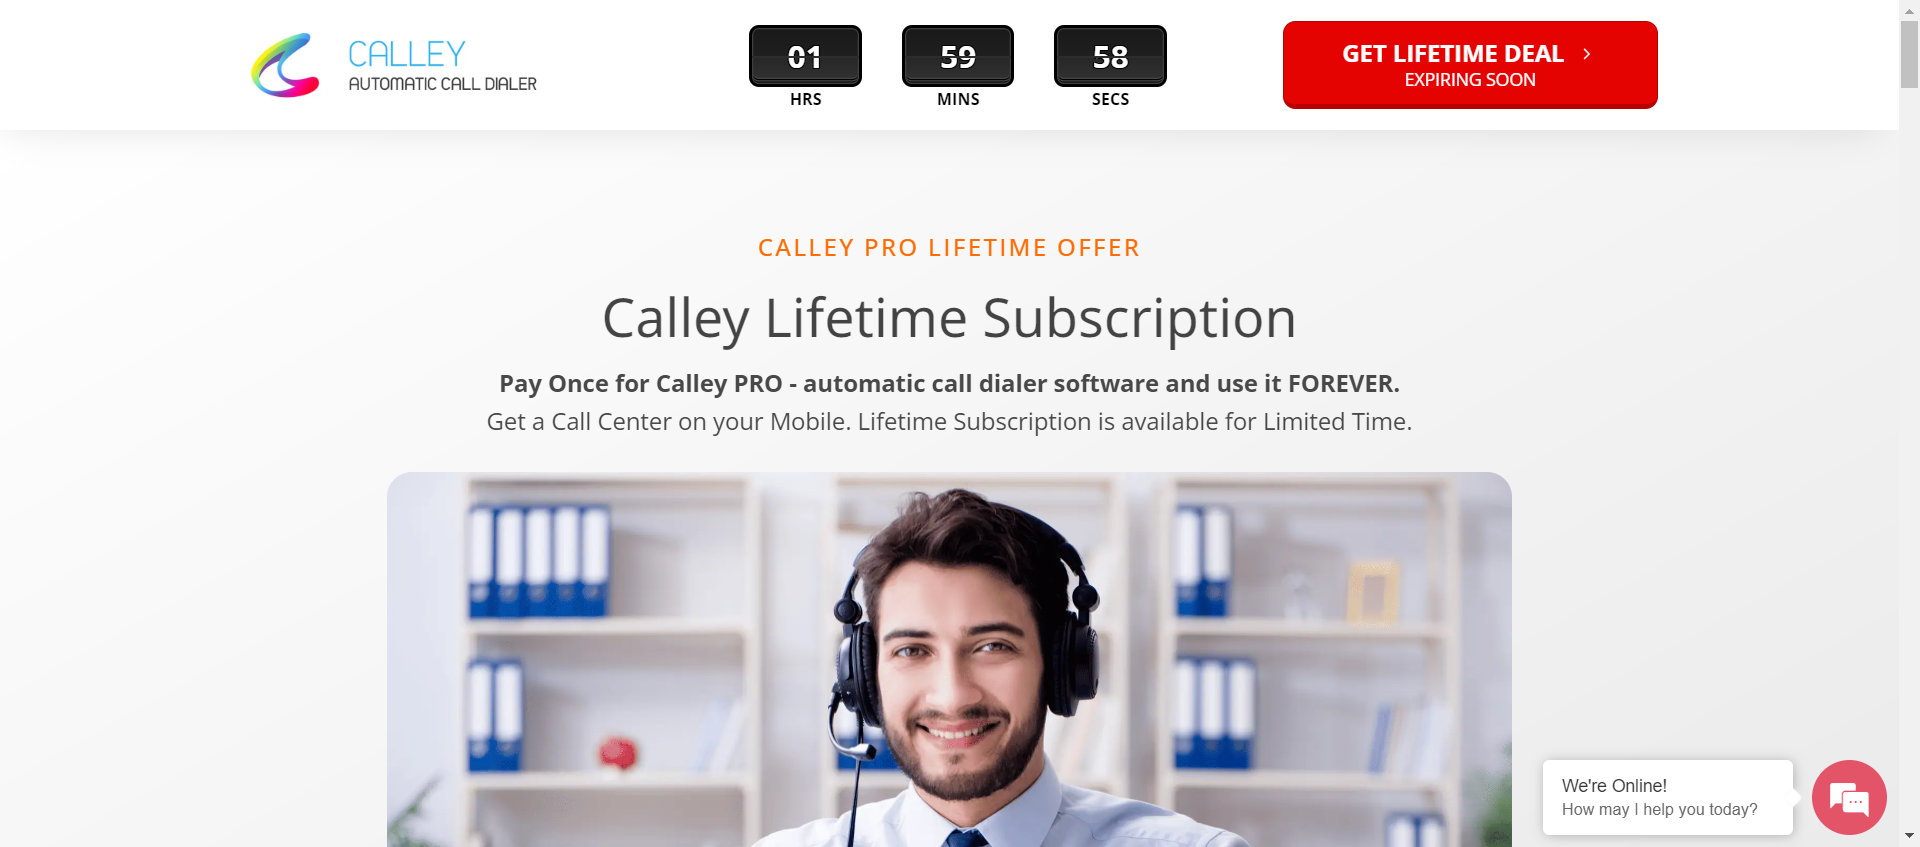 CALLEY
AUTOMATIC CALL DIALER
01
HRS
59
MINS
58
SECS
GET LIFETIME DEAL
EXPIRING SOON
CALLEY PRO LIFETIME OFFER
Calley Lifetime Subscription
Pay Once for Calley PRO - automatic call dialer software and use it FOREVER.
Get a Call Center on your Mobile. Lifetime Subscription is available for Limited Time.
We're Online!
How may I help you today?